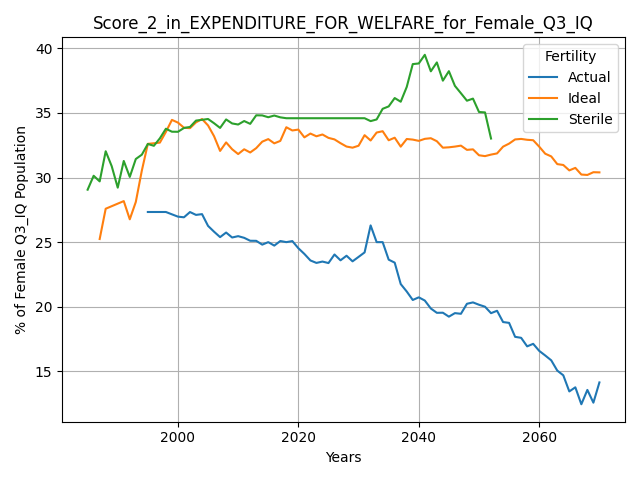 Score_2_in_EXPENDITURE_FOR_WELFARE_for_Female_Q3_IQ
Fertility
Actual
Ideal
Sterile
% of Female Q3_IQ Population
40
35
30
25
20
15
2000
2020
2040
2060
Years